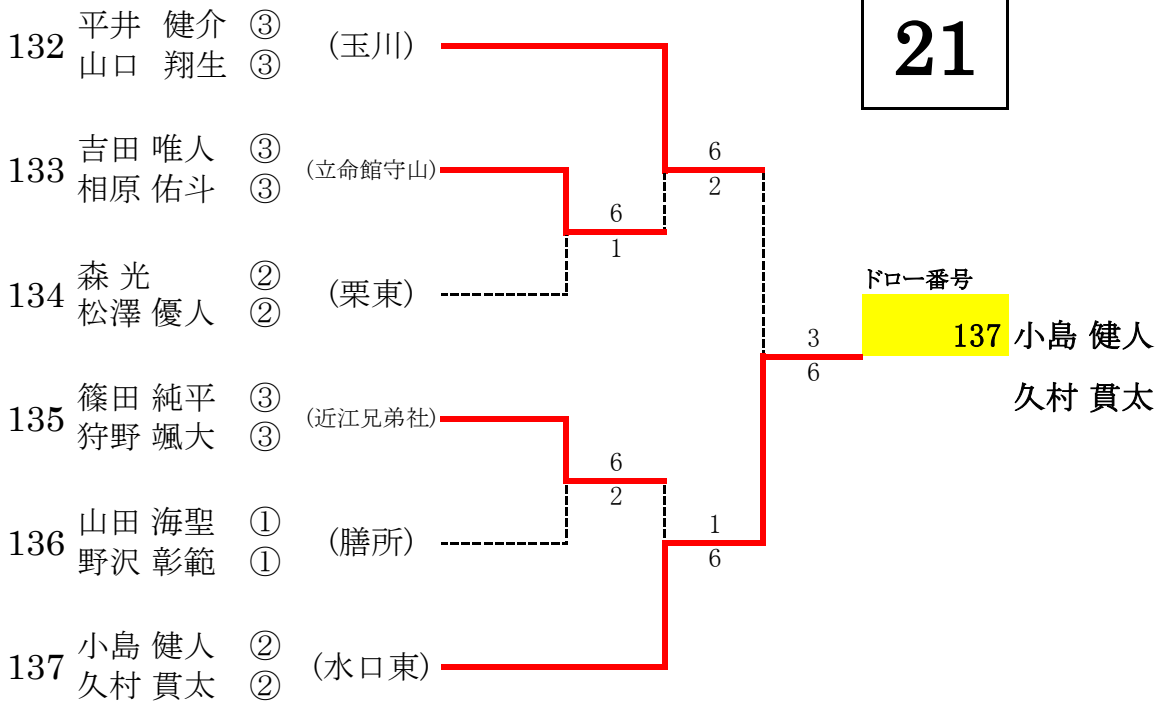 21
132 平井 健介 ③ (玉川)
山口 翔生 ③
133 吉田 唯人 ③ (立命館守山)
相原 佑斗 ③
6
2
6
1
134 森 光 ② (栗東)
松澤 優人 ②
ドロー番号
137 小島 健人
久村 貫太
3
6
135 篠田 純平 ③ (近江兄弟社)
狩野 颯大 ③
6
2
136 山田 海聖 ① (膳所)
野沢 彰範 ①
1
6
137 小島 健人 ② (水口東)
久村 貫太 ②